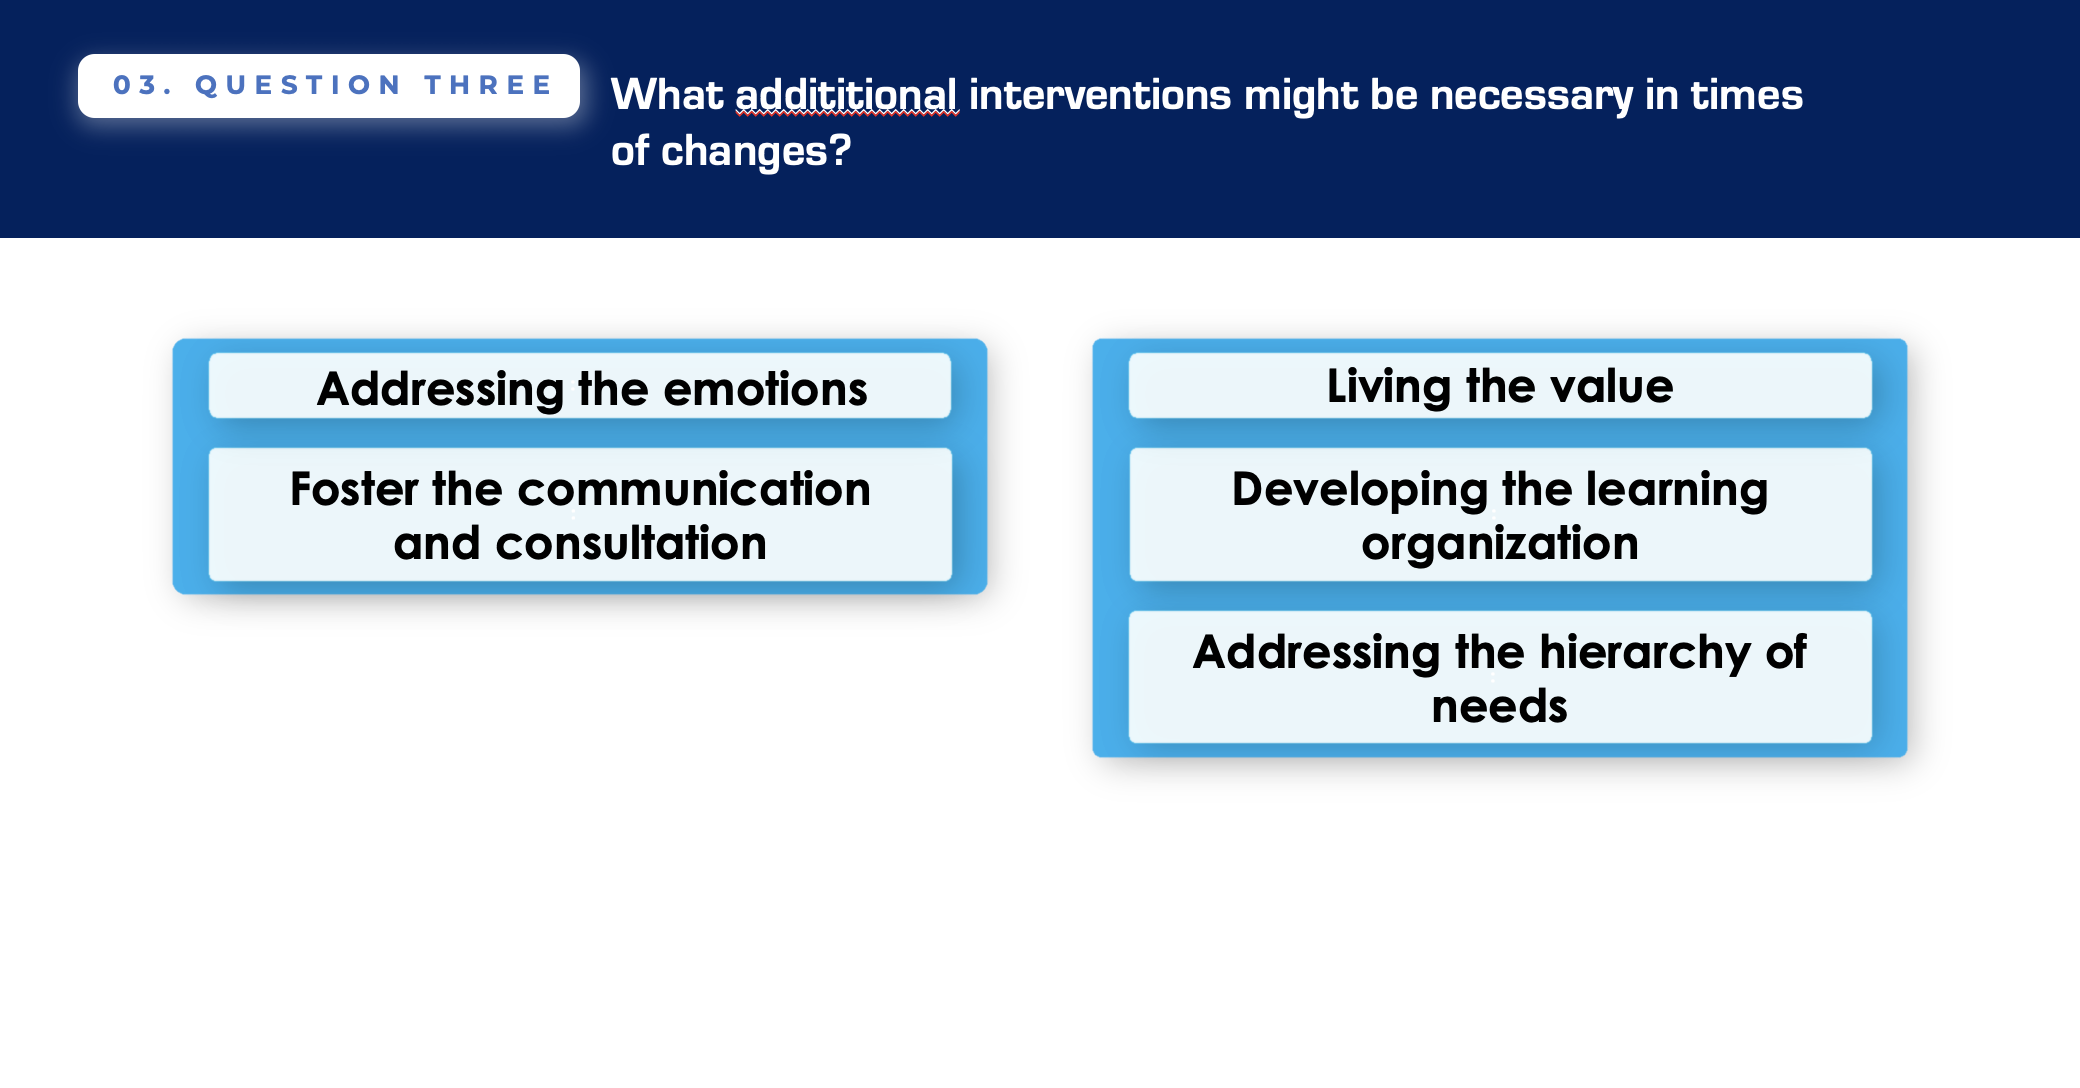 03. QUESTION THREE
What addititional interventions might be necessary in times
of changes?
Addressing the emotions
Foster the communication
and consultation
Living the value
Developing the learning
organization
Addressing the hierarchy of
needs